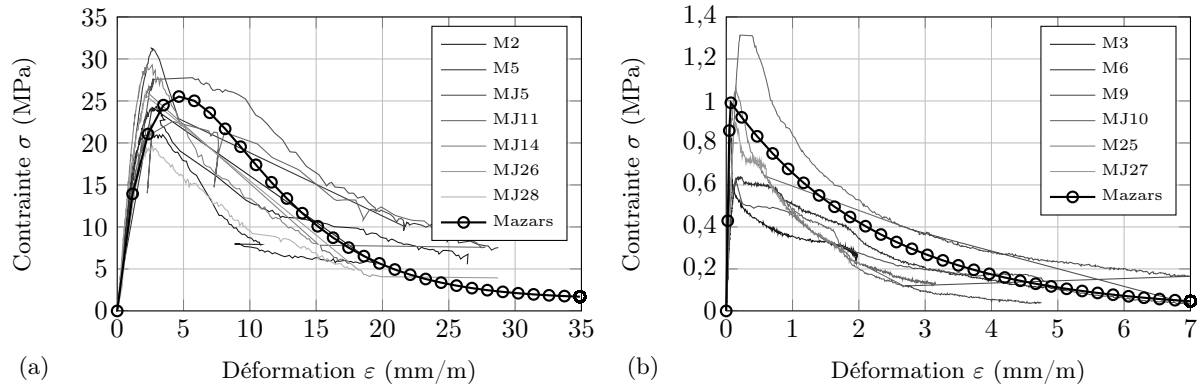 35
30
25
20
15
10
5
0
Contrainte σ (MPa)
M2
M5
MJ5
MJ11
MJ14
MJ26
MJ28
Mazars
0 5 10 15 20 25 30 35
(a) Déformation ε (mm/m)
1,4
1,2
1
0,8
0,6
0,4
0,2
0
Contrainte σ (MPa)
M3
M6
M9
MJ10
M25
MJ27
Mazars
0 1 2 3 4 5 6 7
(b) Déformation ε (mm/m)